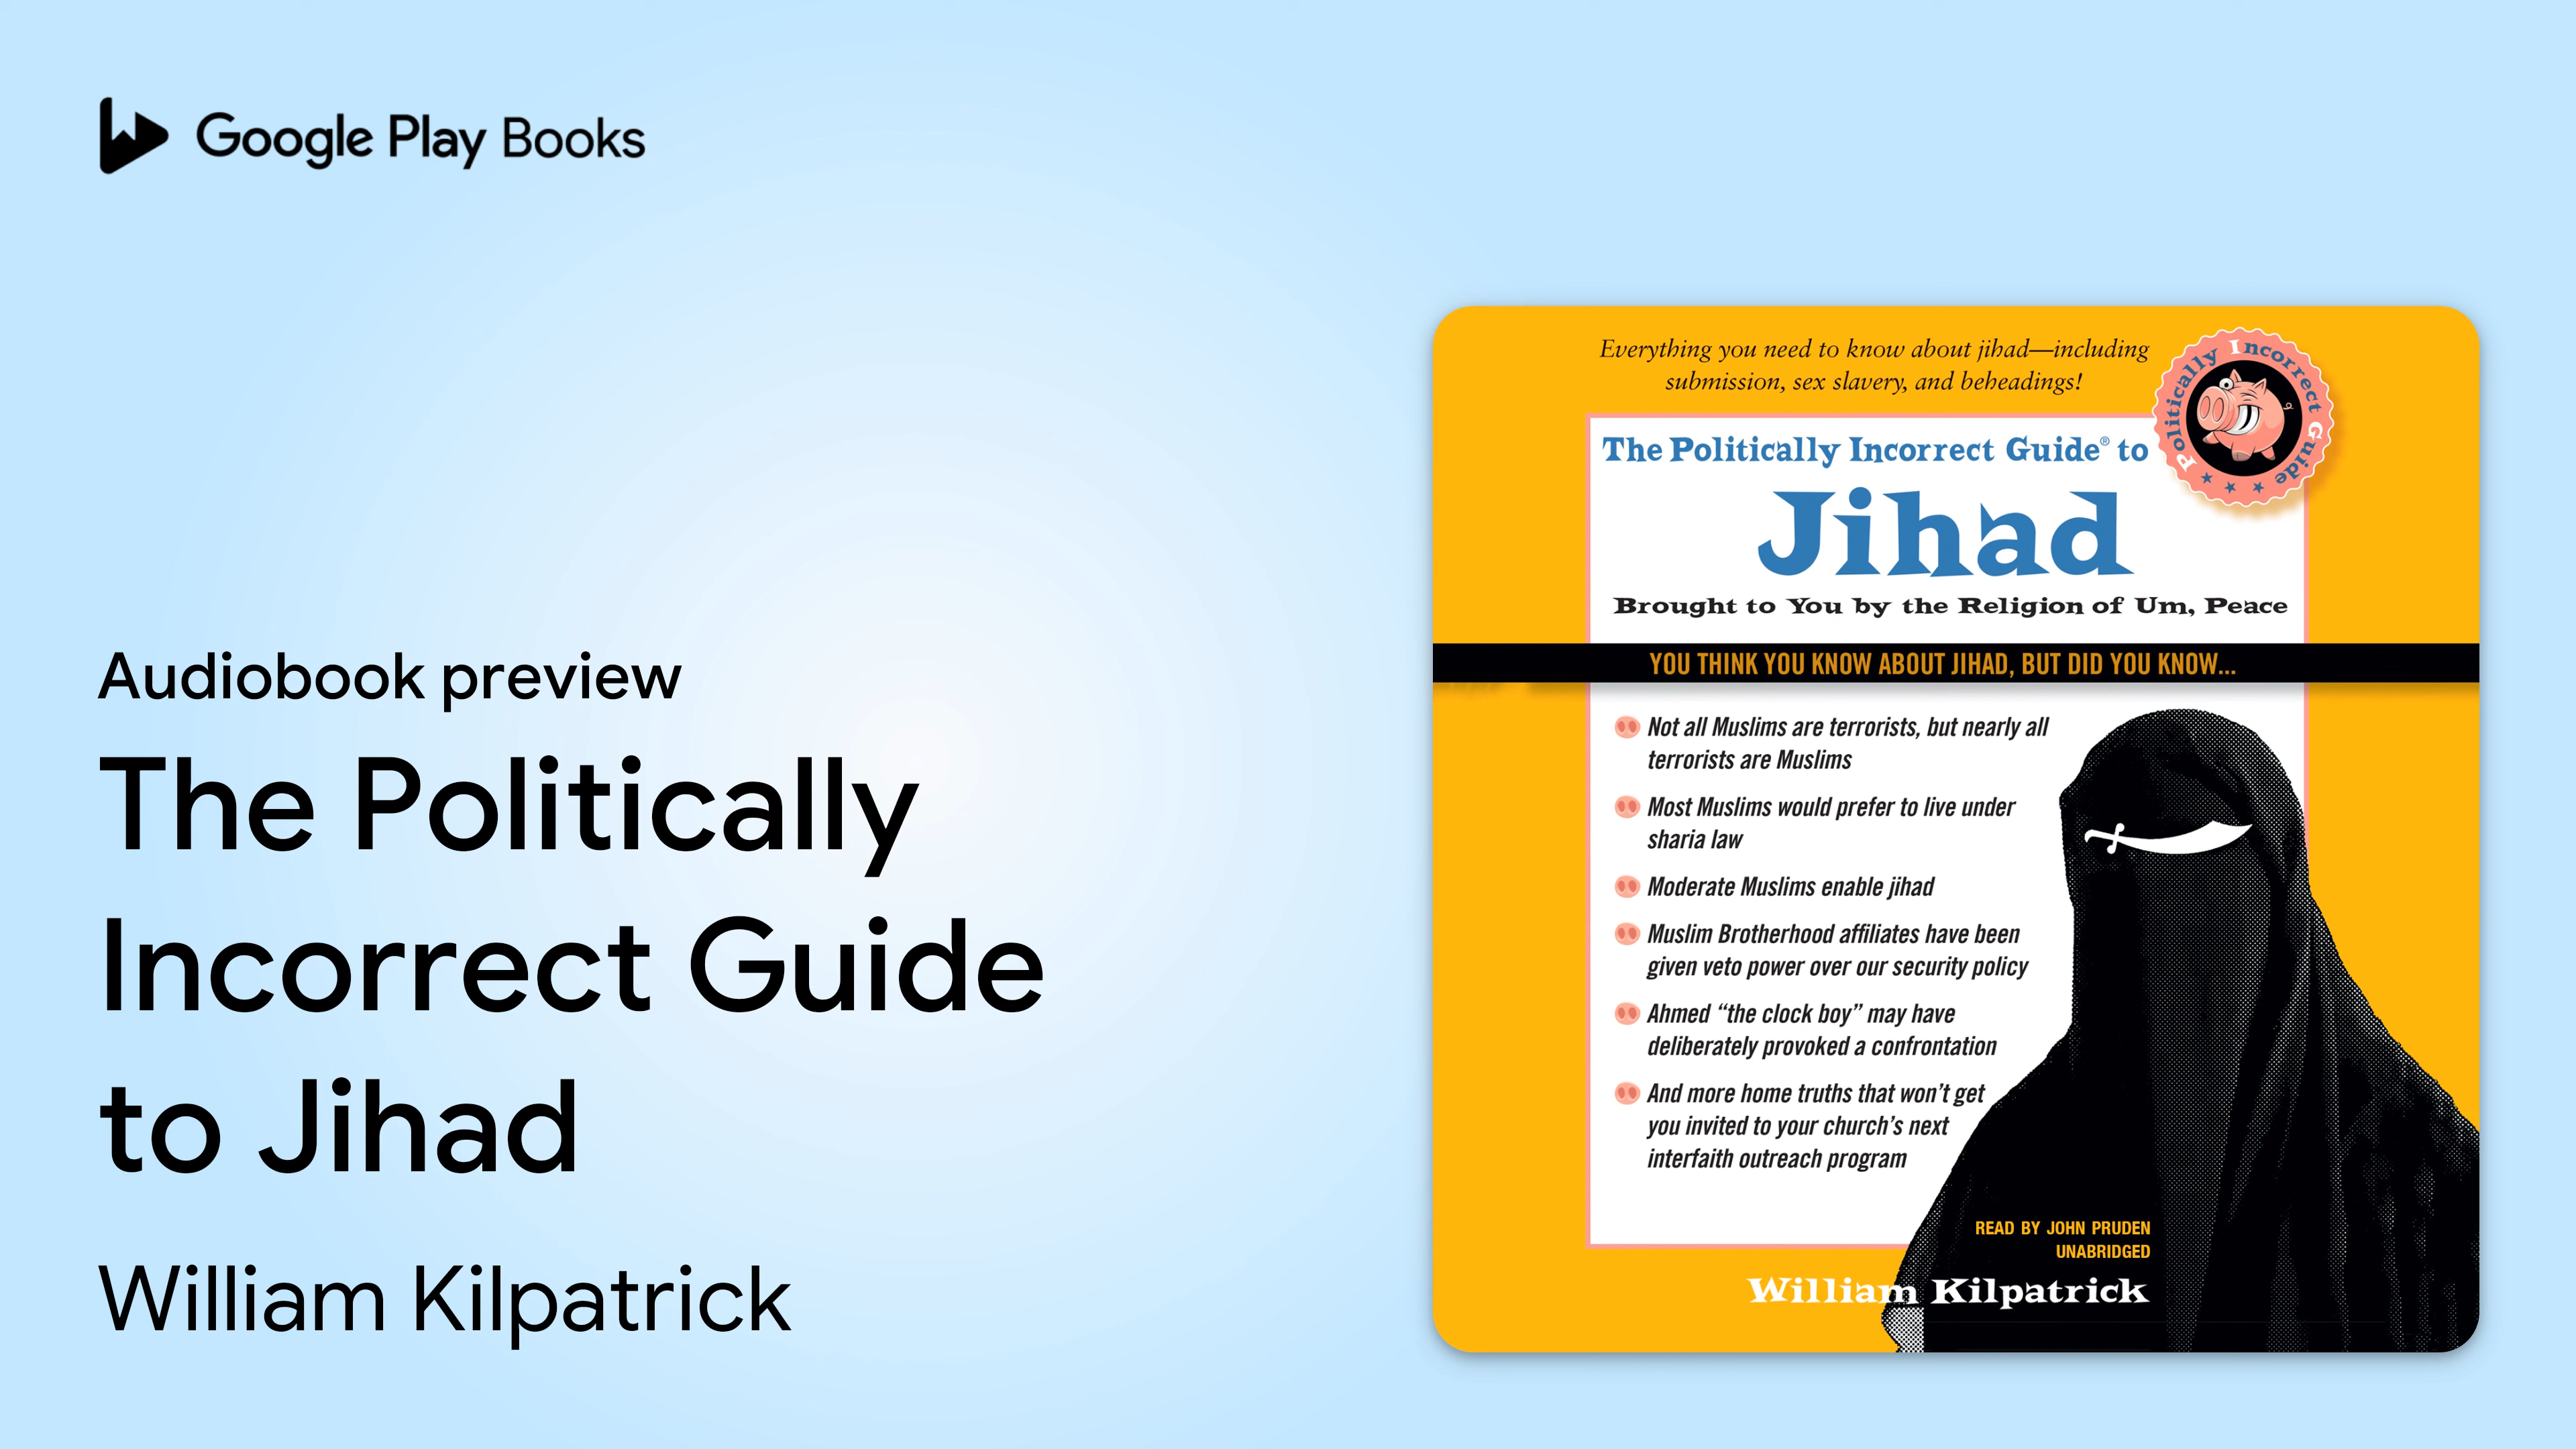 Google Play Books
Audiobook preview
The Politically
Incorrect Guide
to Jihad
William Kilpatrick
Everything you need to know about jihad—including
submission, sex slavery, and beheadings!
Politically Incorrect Guide
The Politically Incorrect Guide® to
Jihad
Brought to You by the Religion of Um, Peace
YOU THINK YOU KNOW ABOUT JIHAD, BUT DID YOU KNOW...
Not all Muslims are terrorists, but nearly all
terrorists are Muslims
Most Muslims would prefer to live under
sharia law
Moderate Muslims enable jihad
Muslim Brotherhood affiliates have been
given veto power over our security policy
Ahmed “the clock boy” may have
deliberately provoked a confrontation
And more home truths that won’t get
you invited to your church’s next
interfaith outreach program
READ BY JOHN PRUDEN
UNABRIDGED
William Kilpatrick